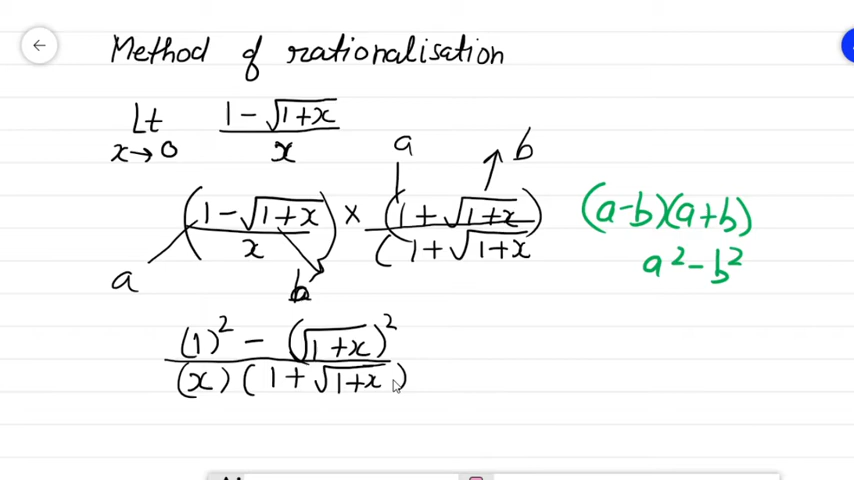 Method of rationalisation
Lt x→0 (1 - √(1+x))/x
a b
(1 - √(1+x))/x × (1 + √(1+x))/(1 + √(1+x)) (a-b)(a+b)
a b a² - b²
((1)² - (√(1+x))²)/((x)(1 + √(1+x)))